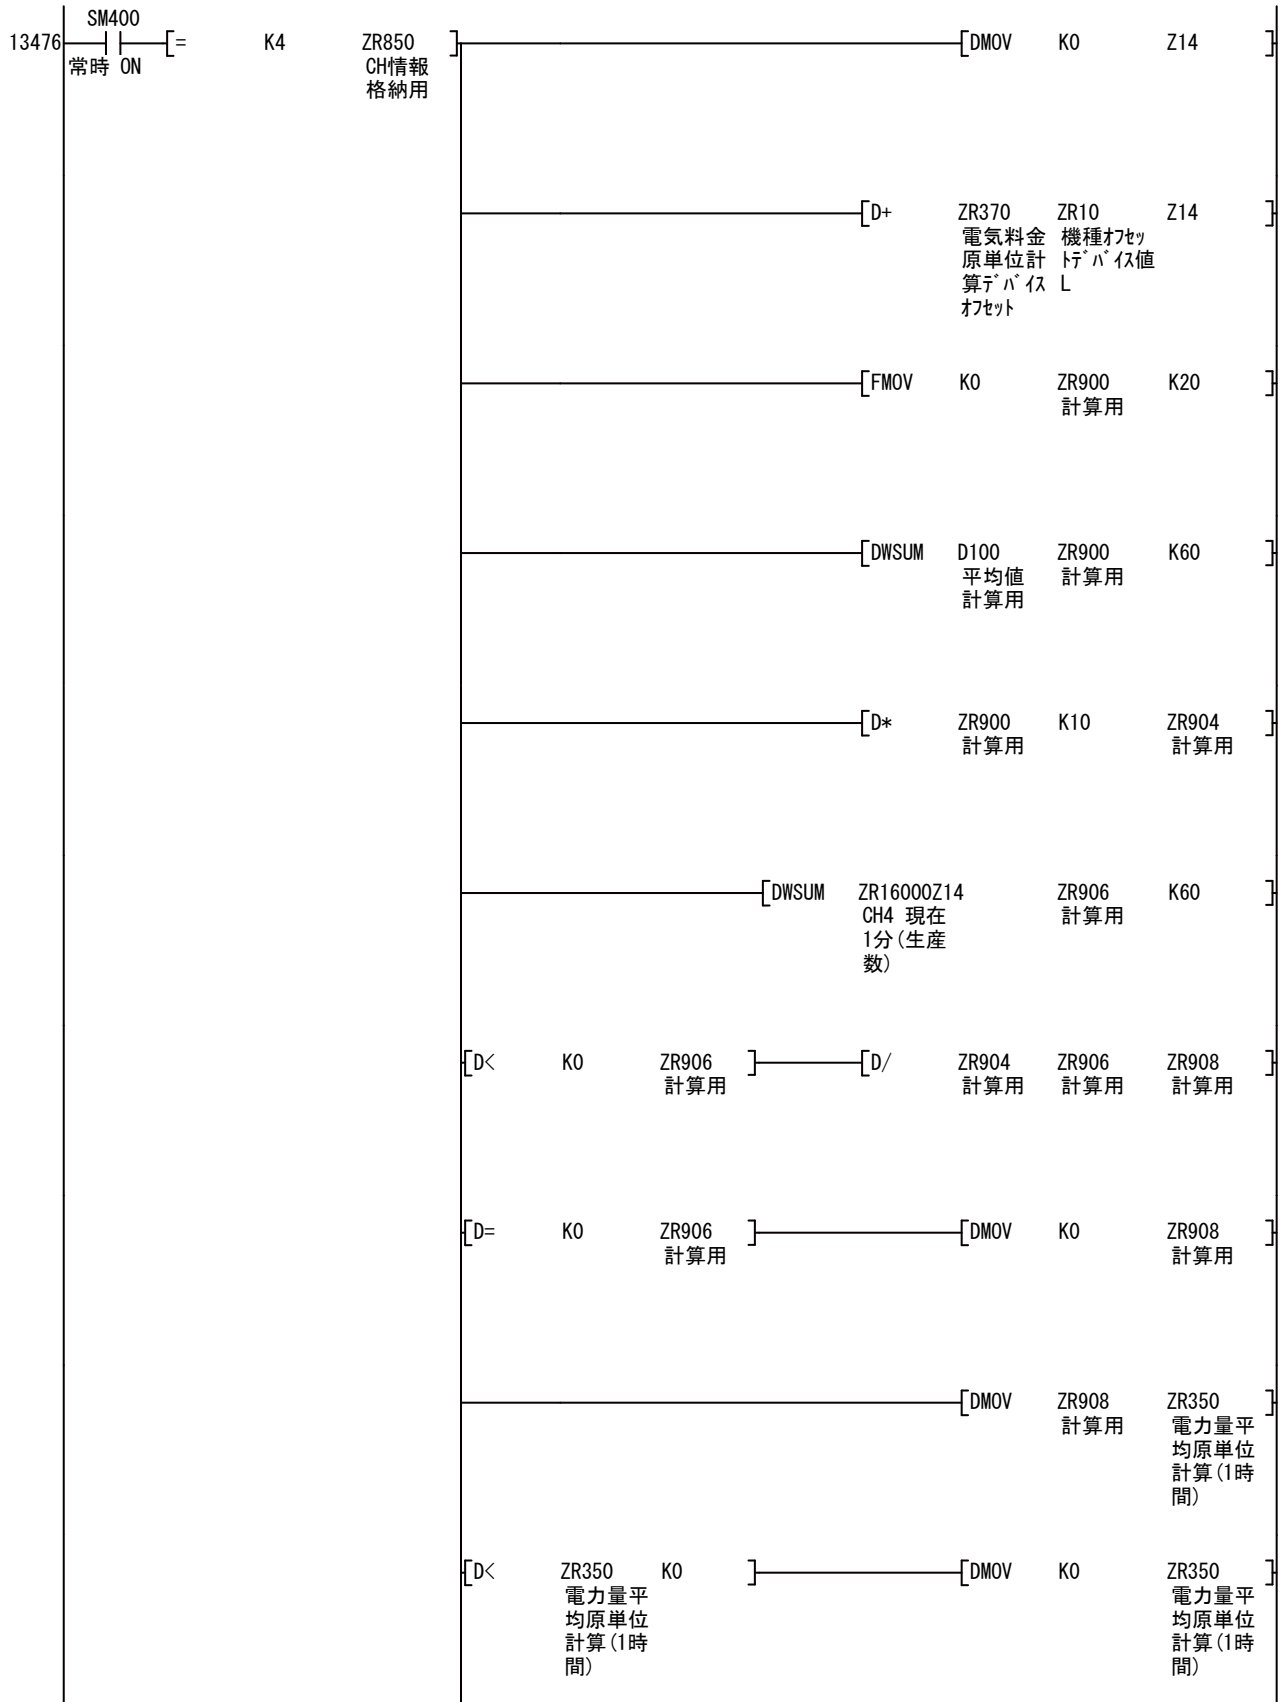 SM400
13476 [= K4 ZR850 ] [DMOV K0 Z14 ]
常時 ON CH情報
格納用
[D+ ZR370 ZR10 Z14 ]
電気料金 機種ｵﾌｾｯ
原単位計 ﾄﾃﾞﾊﾞｲｽ値
算ﾃﾞﾊﾞｲｽ L
ｵﾌｾｯﾄ
[FMOV K0 ZR900 K20 ]
計算用
[DWSUM D100 ZR900 K60 ]
平均値 計算用
計算用
[D* ZR900 K10 ZR904 ]
計算用 計算用
[DWSUM ZR16000Z14 ZR906 K60 ]
CH4 現在 計算用
1分(生産
数)
[D< K0 ZR906 ] [D/ ZR904 ZR906 ZR908 ]
計算用 計算用 計算用 計算用
[D= K0 ZR906 ] [DMOV K0 ZR908 ]
計算用 計算用
[DMOV ZR908 ZR350 ]
計算用 電力量平
均原単位
計算(1時
間)
[D< ZR350 K0 ] [DMOV K0 ZR350 ]
電力量平 電力量平
均原単位 均原単位
計算(1時 計算(1時
間) 間)